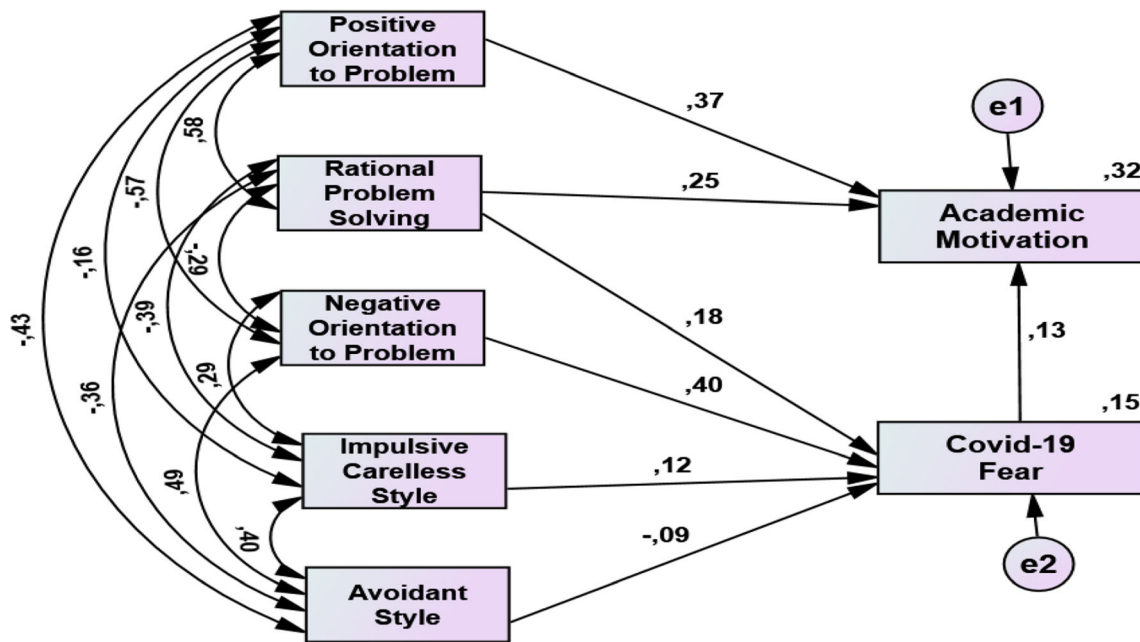 Positive
Orientation
to Problem
Rational
Problem
Solving
Negative
Orientation
to Problem
Impulsive
Carelless
Style
Avoidant
Style
,58
-,57
-,16
-,43
-,29
-,39
-,36
,29
,49
,40
,37
,25
,18
,40
,12
-,09
e1
,32
Academic
Motivation
,13
,15
Covid-19
Fear
e2